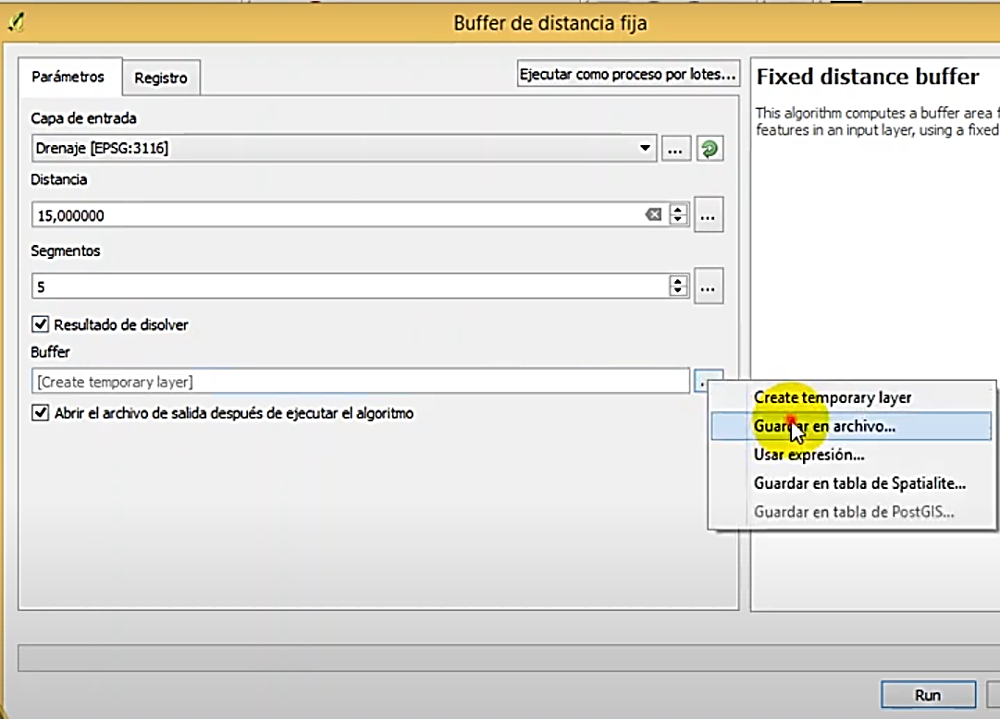 Buffer de distancia fija
Parámetros
Registro
Ejecutar como proceso por lotes...
Fixed distance buffer
This algorithm computes a buffer area
features in an input layer, using a fixed
Capa de entrada
Drenaje [EPSG:3116]
...
Distancia
15,000000
...
Segmentos
5
...
Resultado de disolver
Buffer
[Create temporary layer]
Abrir el archivo de salida después de ejecutar el algoritmo
Create temporary layer
Guardar en archivo...
Usar expresión...
Guardar en tabla de Spatialite...
Guardar en tabla de PostGIS...
Run